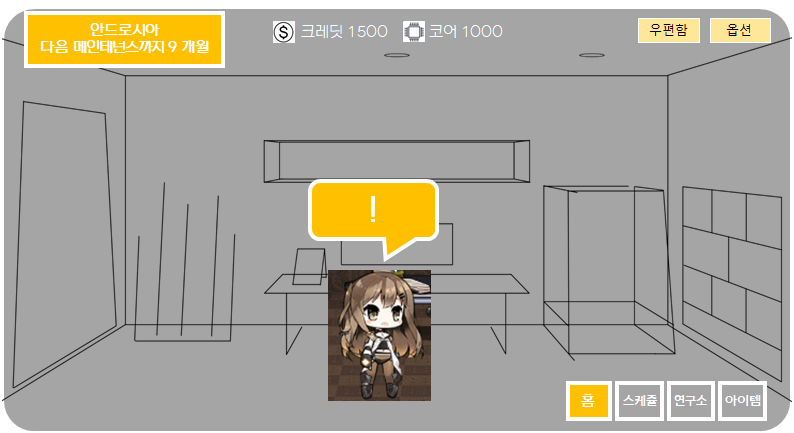 안드로시아
다음 메인테넌스까지 9 개월
$ 크레딧 1500
코어 1000
우편함
옵션
!
홈
스케쥴
연구소
아이템